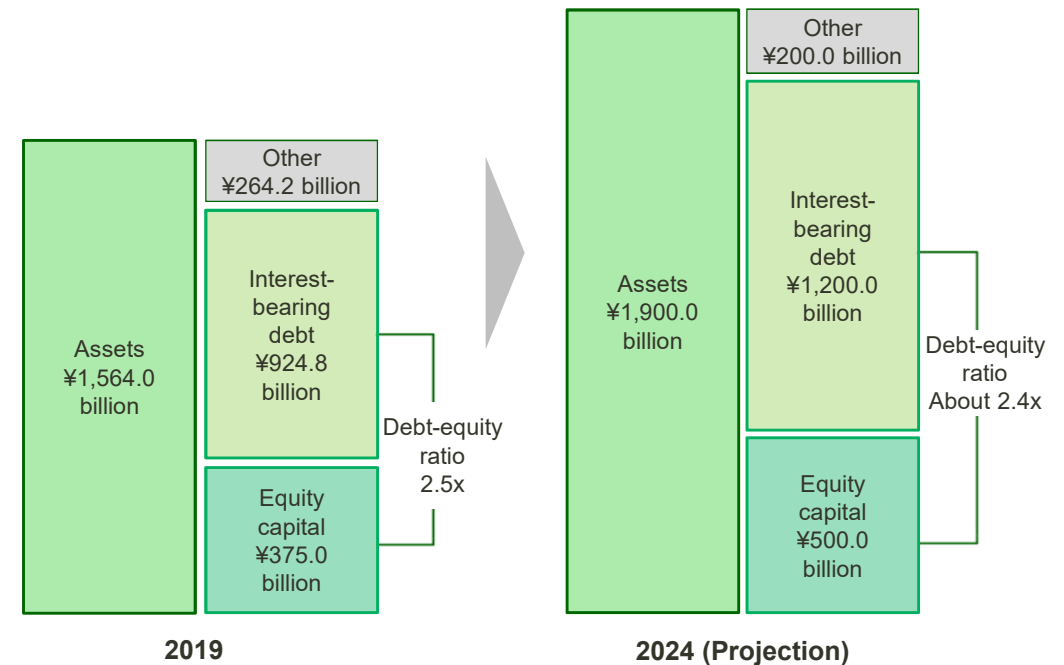 Assets
¥1,564.0
billion
Other
¥264.2 billion
Interest-
bearing
debt
¥924.8
billion
Equity
capital
¥375.0
billion
Debt-equity
ratio
2.5x
2019
Assets
¥1,900.0
billion
Other
¥200.0 billion
Interest-
bearing
debt
¥1,200.0
billion
Equity
capital
¥500.0
billion
Debt-equity
ratio
About 2.4x
2024 (Projection)